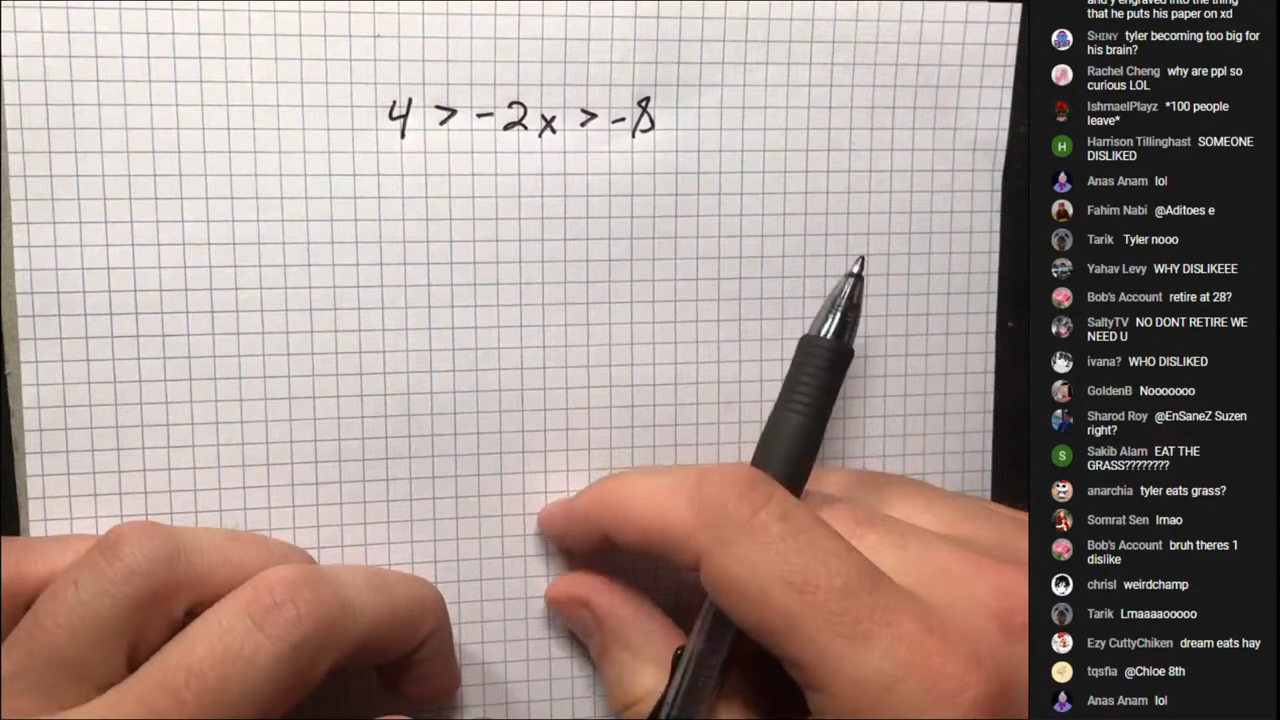 4 > -2x > -8
and y engraved into the thing
that he puts his paper on xd
Shiny tyler becoming too big for
his brain?
Rachel Cheng why are ppl so
curious LOL
IshmaelPlayz *100 people
leave*
H Harrison Tillinghast SOMEONE
DISLIKED
Anas Anam lol
Fahim Nabi @Aditoes e
Tarik Tyler nooo
Yahav Levy WHY DISLIKEEE
Bob's Account retire at 28?
SaltyTV NO DONT RETIRE WE
NEED U
ivana? WHO DISLIKED
GoldenB Nooooooo
Sharod Roy @EnSaneZ Suzen
right?
S Sakib Alam EAT THE
GRASS????????
anarchia tyler eats grass?
Somrat Sen lmao
Bob's Account bruh theres 1
dislike
chrisl weirdchamp
Tarik Lmaaaaooooo
Ezy CuttyChiken dream eats hay
tqsfia @Chloe 8th
Anas Anam lol